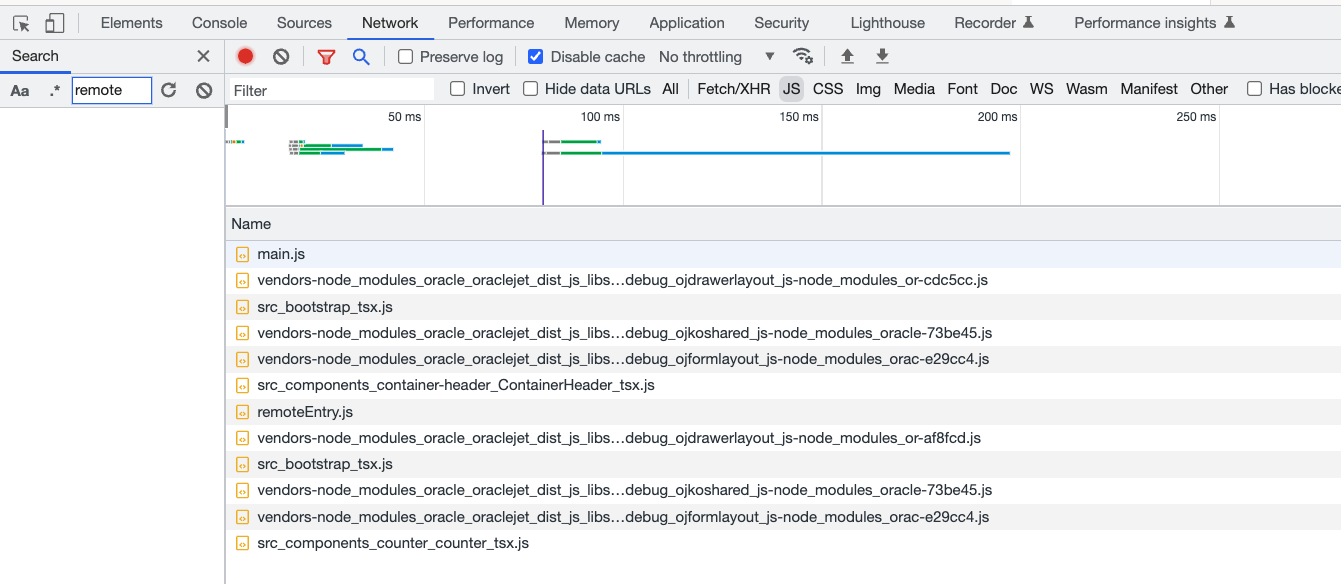 Elements Console Sources Network Performance Memory Application Security Lighthouse Recorder Performance insights
Search
Preserve log Disable cache No throttling
Aa .* remote
Filter Invert Hide data URLs All Fetch/XHR JS CSS Img Media Font Doc WS Wasm Manifest Other Has blocke
50 ms 100 ms 150 ms 200 ms 250 ms
Name
main.js
vendors-node_modules_oracle_oraclejet_dist_js_libs…debug_ojdrawerlayout_js-node_modules_or-cdc5cc.js
src_bootstrap_tsx.js
vendors-node_modules_oracle_oraclejet_dist_js_libs…debug_ojkoshared_js-node_modules_oracle-73be45.js
vendors-node_modules_oracle_oraclejet_dist_js_libs…debug_ojformlayout_js-node_modules_orac-e29cc4.js
src_components_container-header_ContainerHeader_tsx.js
remoteEntry.js
vendors-node_modules_oracle_oraclejet_dist_js_libs…debug_ojdrawerlayout_js-node_modules_or-af8fcd.js
src_bootstrap_tsx.js
vendors-node_modules_oracle_oraclejet_dist_js_libs…debug_ojkoshared_js-node_modules_oracle-73be45.js
vendors-node_modules_oracle_oraclejet_dist_js_libs…debug_ojformlayout_js-node_modules_orac-e29cc4.js
src_components_counter_counter_tsx.js